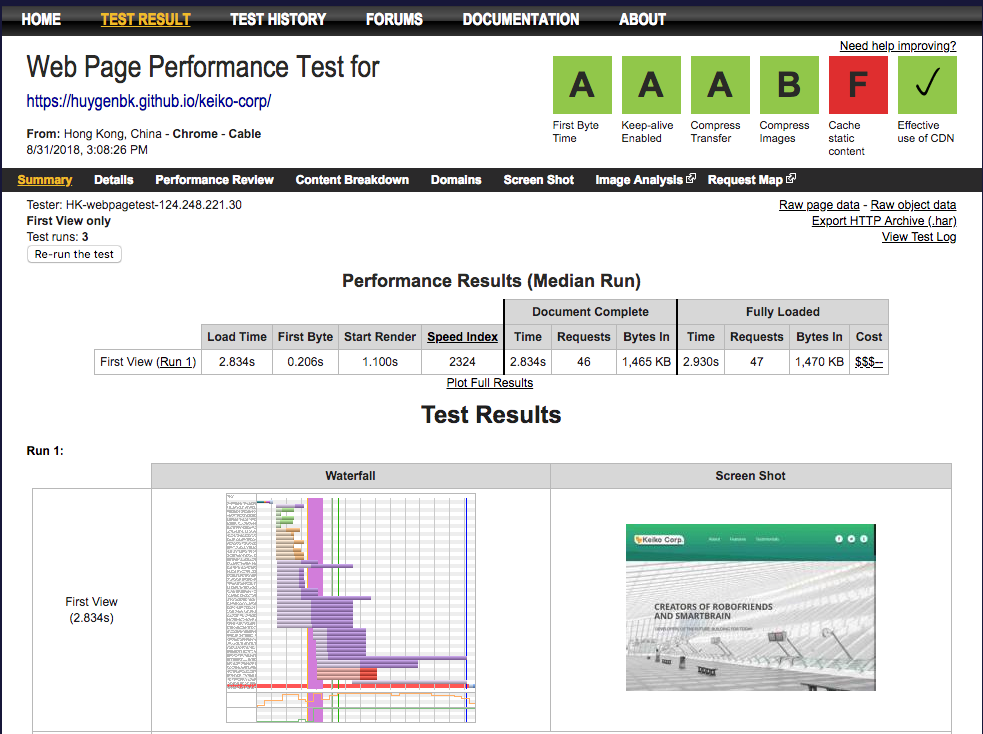 HOME TEST RESULT TEST HISTORY FORUMS DOCUMENTATION ABOUT
Need help improving?
Web Page Performance Test for
https://huygenbk.github.io/keiko-corp/
From: Hong Kong, China - Chrome - Cable
8/31/2018, 3:08:26 PM
A A A B F ✓
First Byte Time
Keep-alive Enabled
Compress Transfer
Compress Images
Cache static content
Effective use of CDN
Summary Details Performance Review Content Breakdown Domains Screen Shot Image Analysis Request Map
Tester: HK-webpagetest-124.248.221.30
First View only
Test runs: 3
Re-run the test
Raw page data - Raw object data
Export HTTP Archive (.har)
View Test Log
Performance Results (Median Run)
Document Complete Fully Loaded
Load Time First Byte Start Render Speed Index Time Requests Bytes In Time Requests Bytes In Cost
First View (Run 1) 2.834s 0.206s 1.100s 2324 2.834s 46 1,465 KB 2.930s 47 1,470 KB $$$--
Plot Full Results
Test Results
Run 1:
Waterfall Screen Shot
First View
(2.834s)
Keiko Corp.
About Features Testimonials
CREATORS OF ROBOFRIENDS
AND SMARTBRAIN